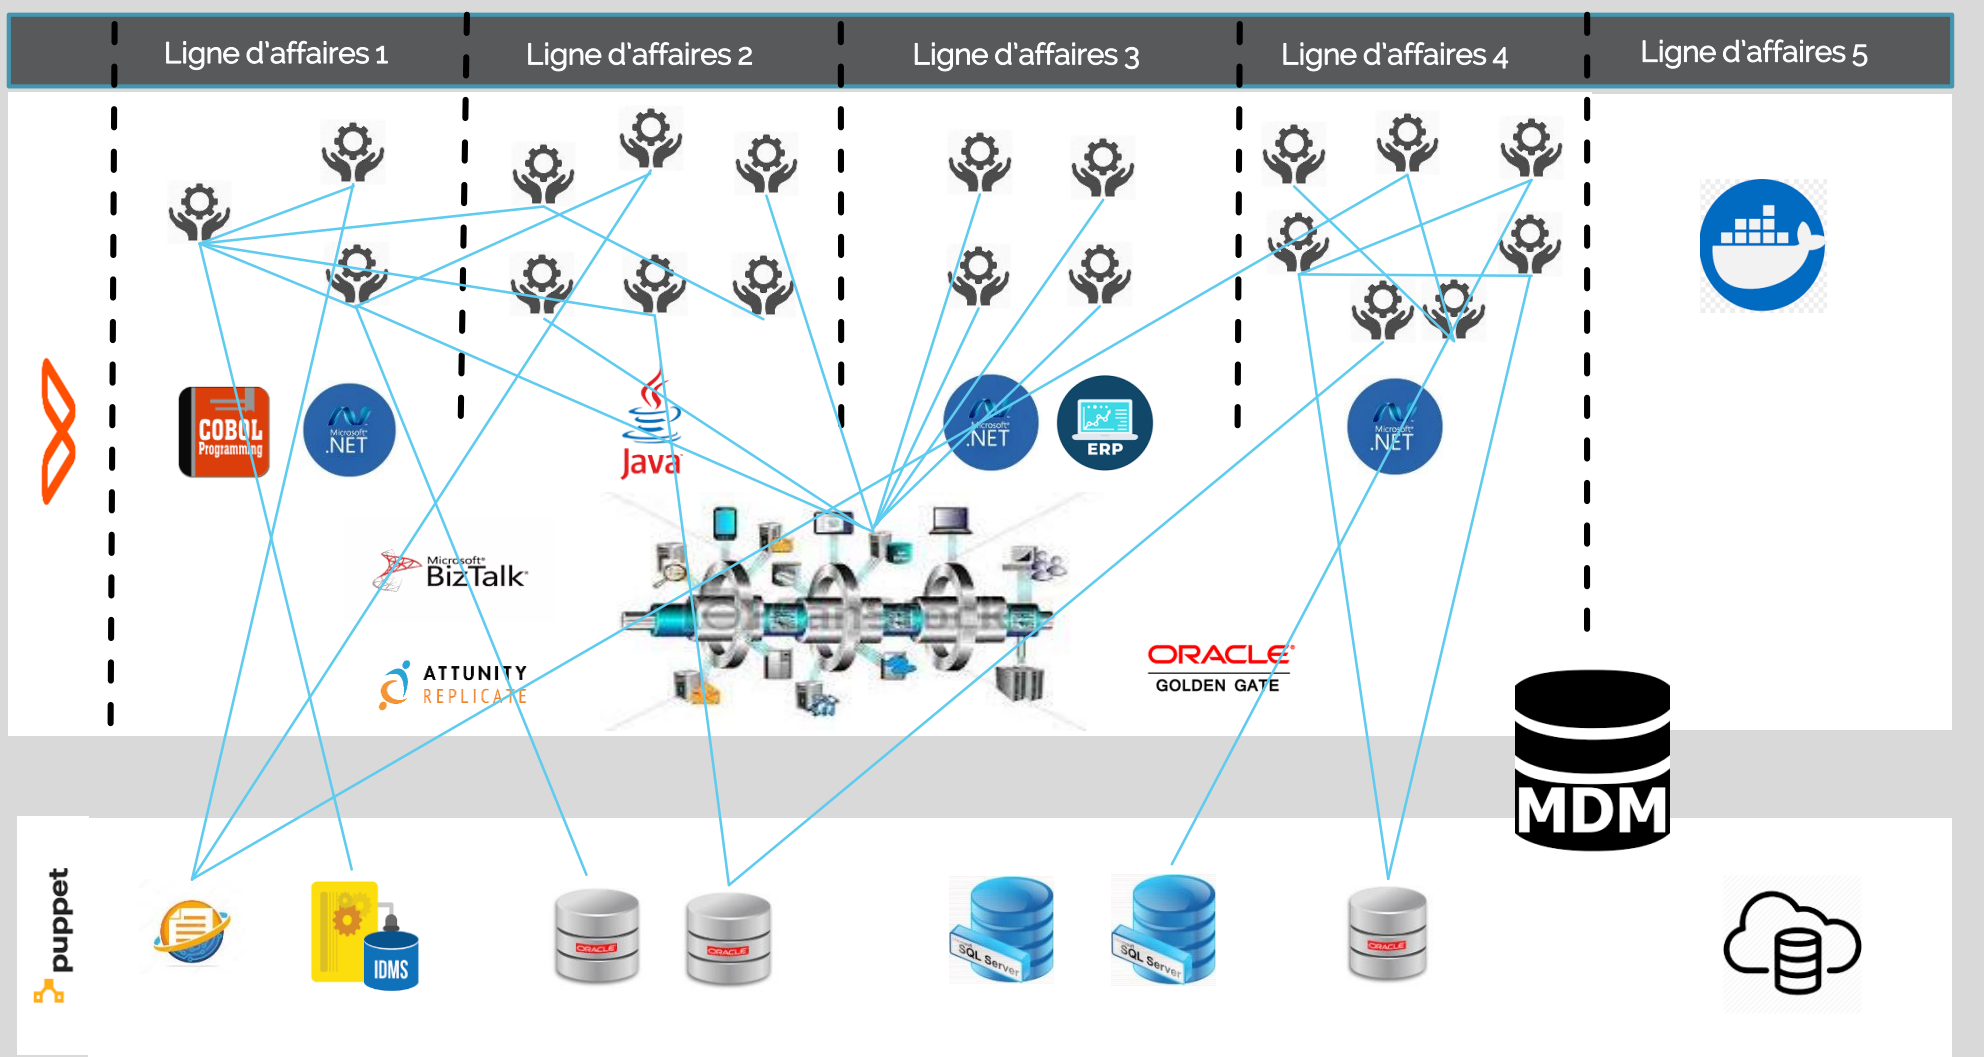 Ligne d'affaires 1
Ligne d'affaires 2
Ligne d'affaires 3
Ligne d'affaires 4
Ligne d'affaires 5
COBOL
Programming
Microsoft®
.NET
Java
Microsoft®
.NET
ERP
Microsoft®
.NET
Microsoft®
BizTalk
ATTUNITY
REPLICATE
ORACLE®
GOLDEN GATE
MDM
puppet
IDMS
ORACLE
ORACLE
SQL Server
SQL Server
ORACLE